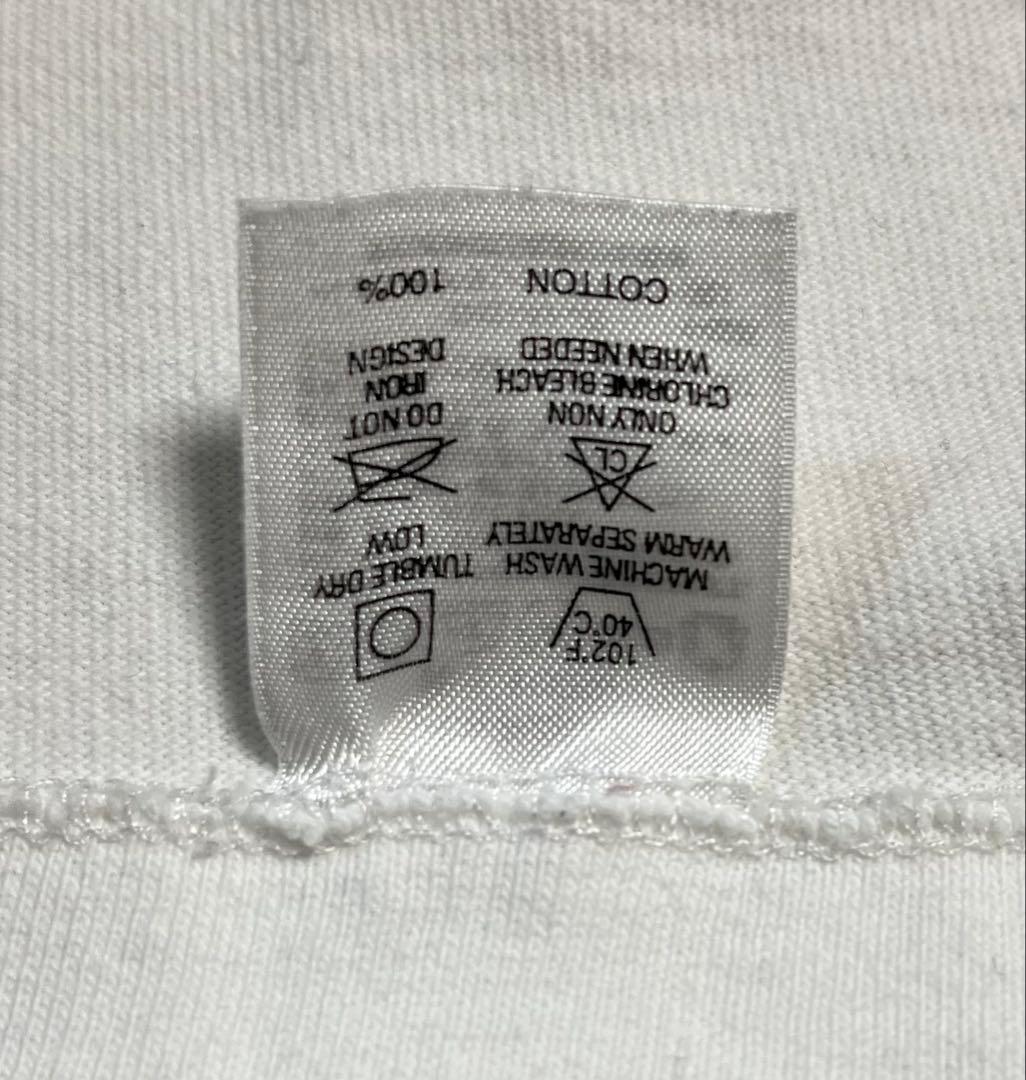 102°F
40°C
MACHINE WASH
WARM SEPARATELY
CL
ONLY NON
CHLORINE BLEACH
WHEN NEEDED
COTTON
TUMBLE DRY
LOW
DO NOT
IRON
DESIGN
100%